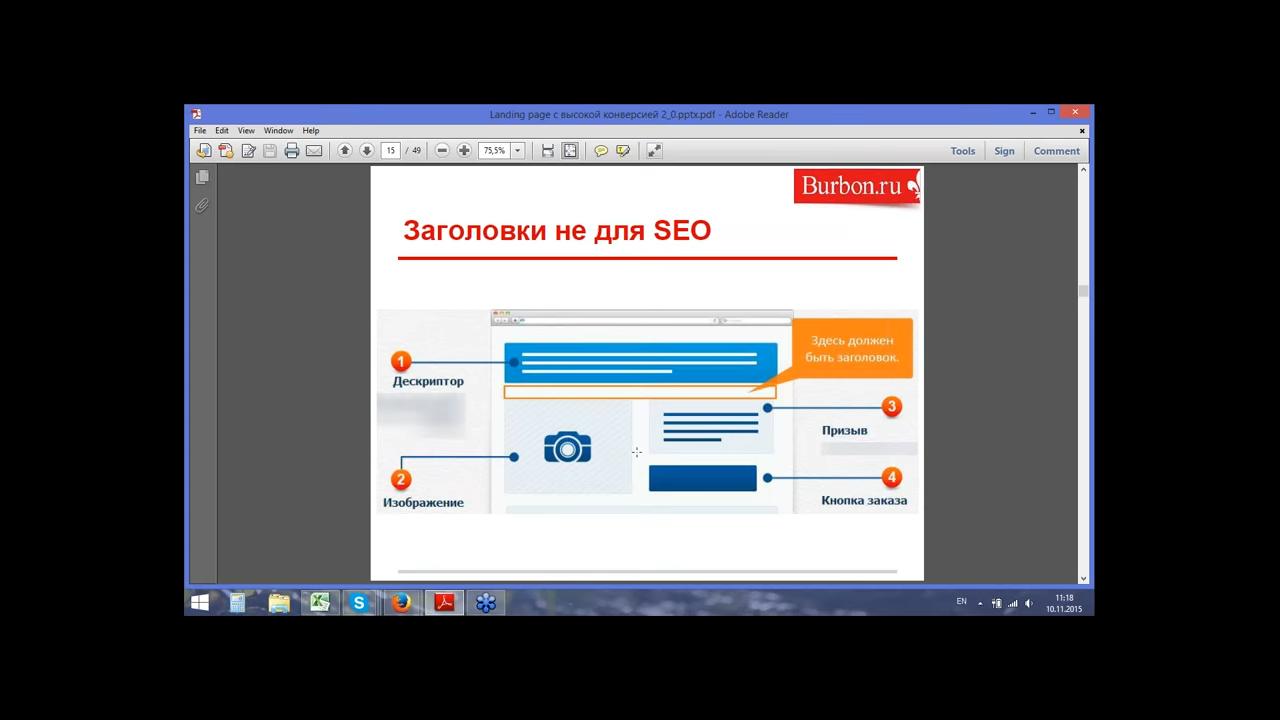 Landing page с высокой конверсией 2_0.pptx.pdf - Adobe Reader
File Edit View Window Help
15 / 49 75,5% Tools Sign Comment
Burbon.ru
Заголовки не для SEO
Здесь должен
быть заголовок.
1
Дескриптор
3
Призыв
2
Изображение
4
Кнопка заказа
EN
11:18
10.11.2015